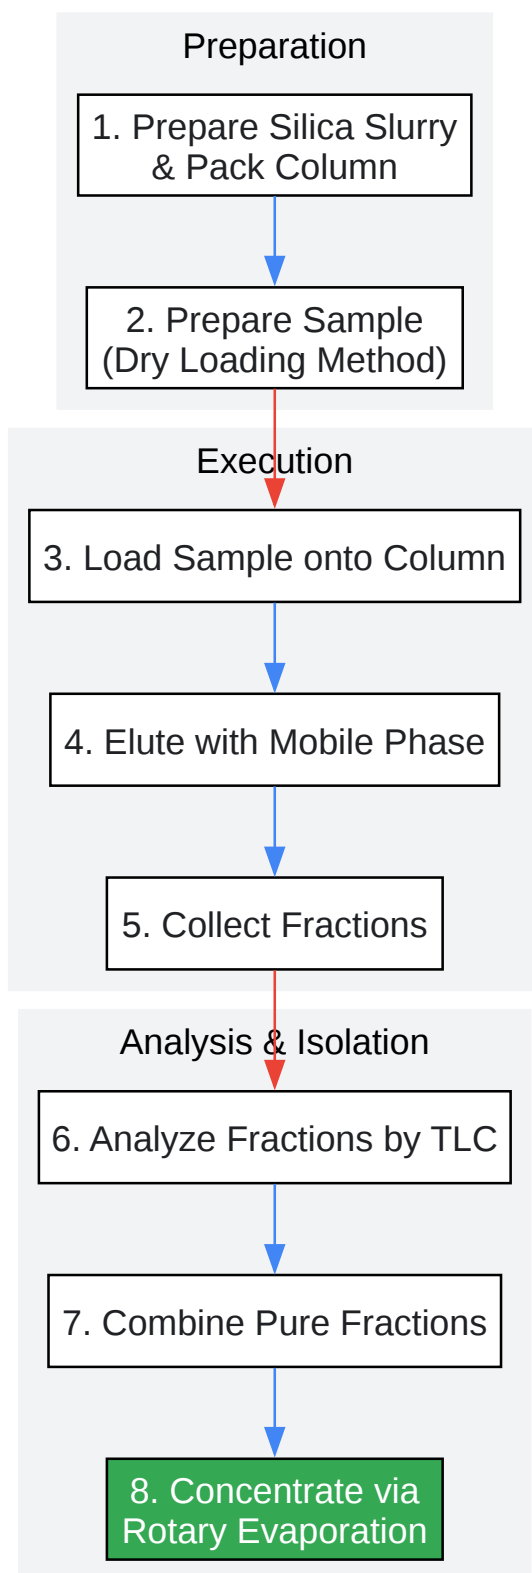 Preparation
1. Prepare Silica Slurry
& Pack Column
2. Prepare Sample
(Dry Loading Method)
Execution
3. Load Sample onto Column
4. Elute with Mobile Phase
5. Collect Fractions
Analysis & Isolation
6. Analyze Fractions by TLC
7. Combine Pure Fractions
8. Concentrate via
Rotary Evaporation